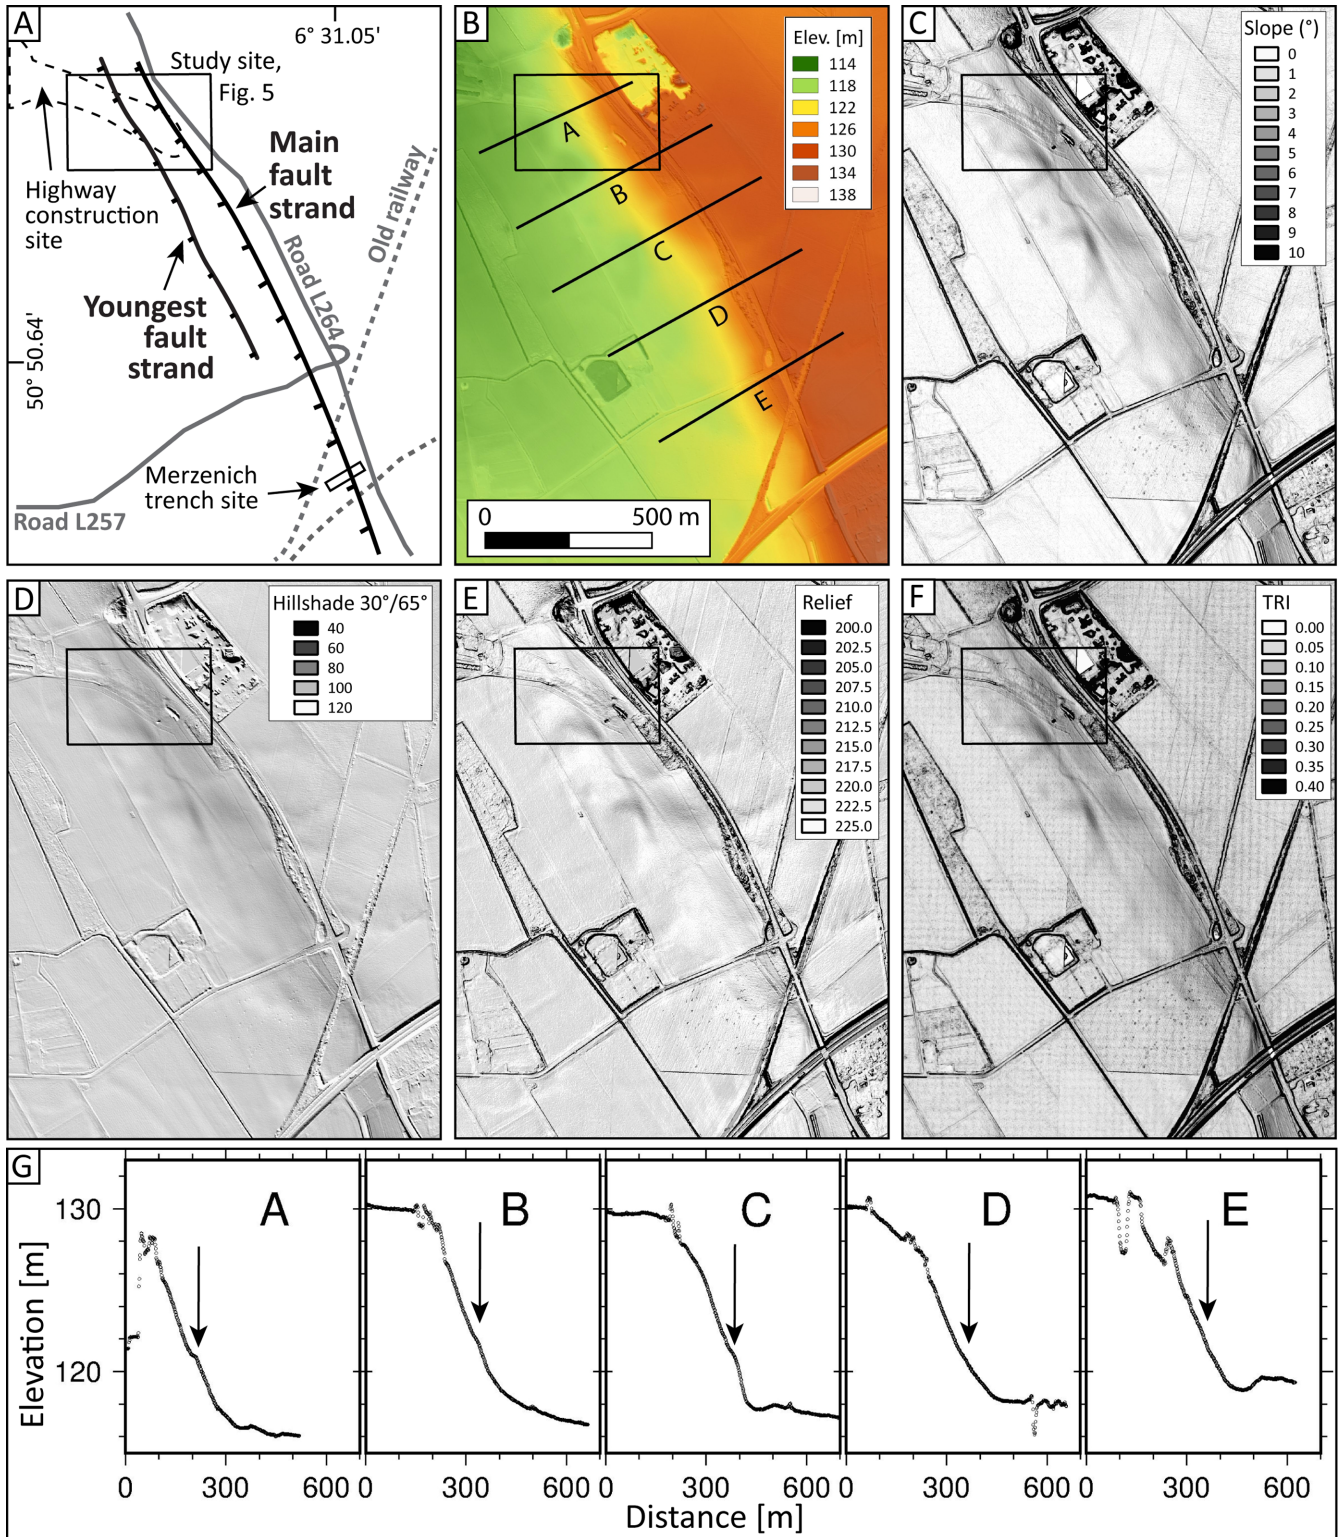 A
6° 31.05'
Study site,
Fig. 5
Main
fault
strand
Highway
construction
site
Old railway
Road L264
Youngest
fault
strand
50° 50.64'
Merzenich
trench site
Road L257
B
Elev. [m]
114
118
122
126
130
134
138
A
B
C
D
E
0 500 m
C
Slope (°)
0
1
2
3
4
5
6
7
8
9
10
D
Hillshade 30°/65°
40
60
80
100
120
E
Relief
200.0
202.5
205.0
207.5
210.0
212.5
215.0
217.5
220.0
222.5
225.0
F
TRI
0.00
0.05
0.10
0.15
0.20
0.25
0.30
0.35
0.40
G
A B C D E
130
120
Elevation [m]
0 300 600 0 300 600 0 300 600 0 300 600 0 300 600
Distance [m]